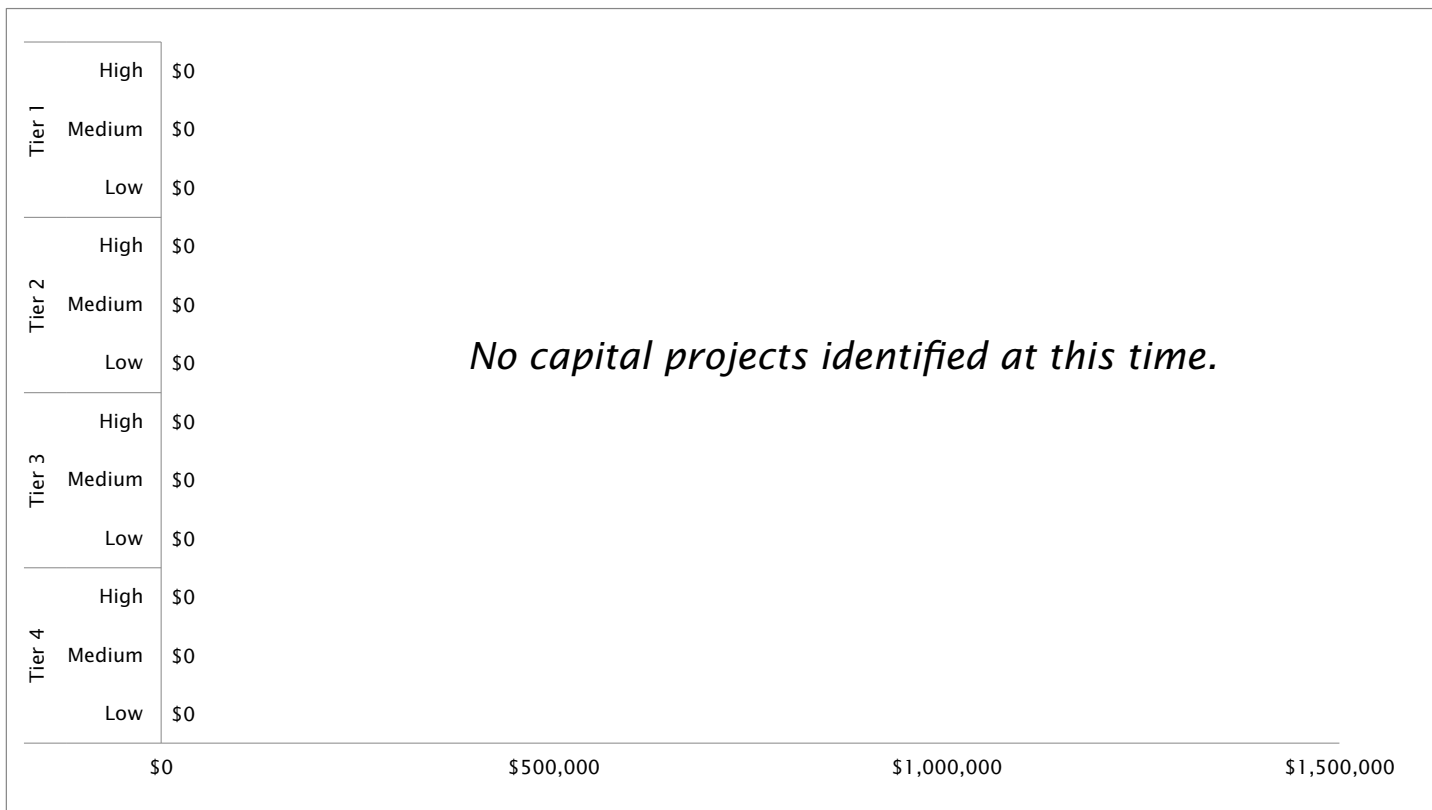 Tier 1
High $0
Medium $0
Low $0
Tier 2
High $0
Medium $0
Low $0
Tier 3
High $0
Medium $0
Low $0
Tier 4
High $0
Medium $0
Low $0
No capital projects identified at this time.
$0 $500,000 $1,000,000 $1,500,000